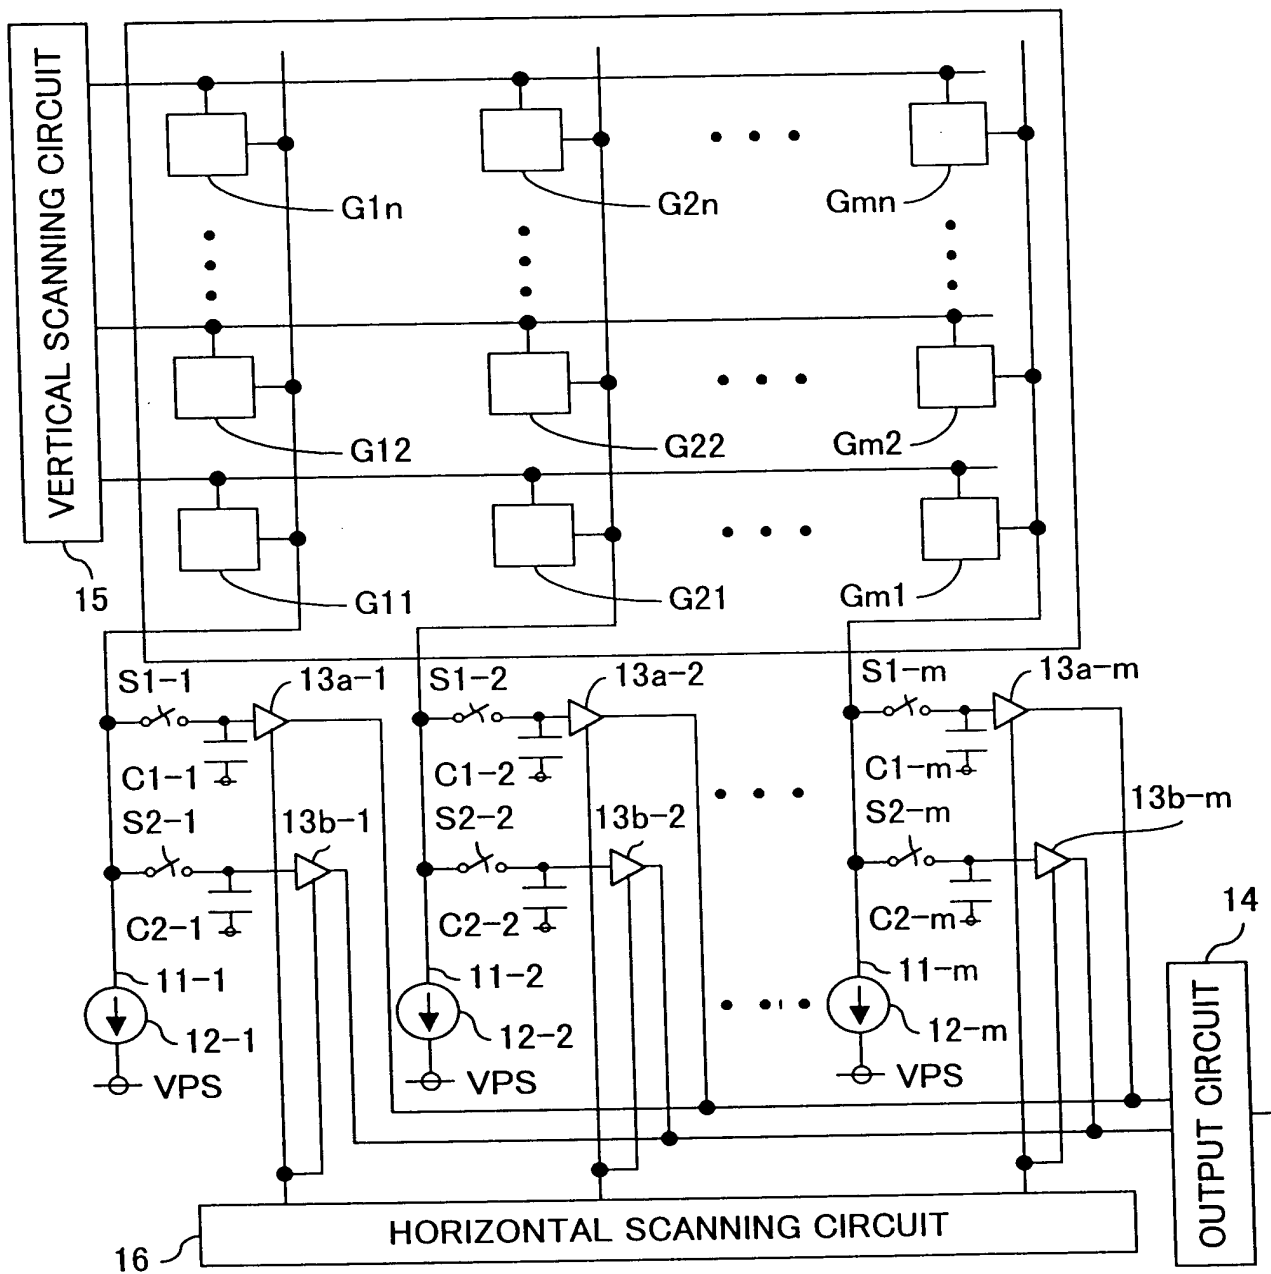 VERTICAL SCANNING CIRCUIT
G1n
G2n
Gmn
G12
G22
Gm2
15
G11
G21
Gm1
S1-1
13a-1
S1-2
13a-2
S1-m
13a-m
C1-1
C1-2
C1-m
S2-1
13b-1
S2-2
13b-2
S2-m
13b-m
C2-1
C2-2
C2-m
14
11-1
11-2
11-m
12-1
12-2
12-m
VPS
VPS
VPS
OUTPUT CIRCUIT
HORIZONTAL SCANNING CIRCUIT
16